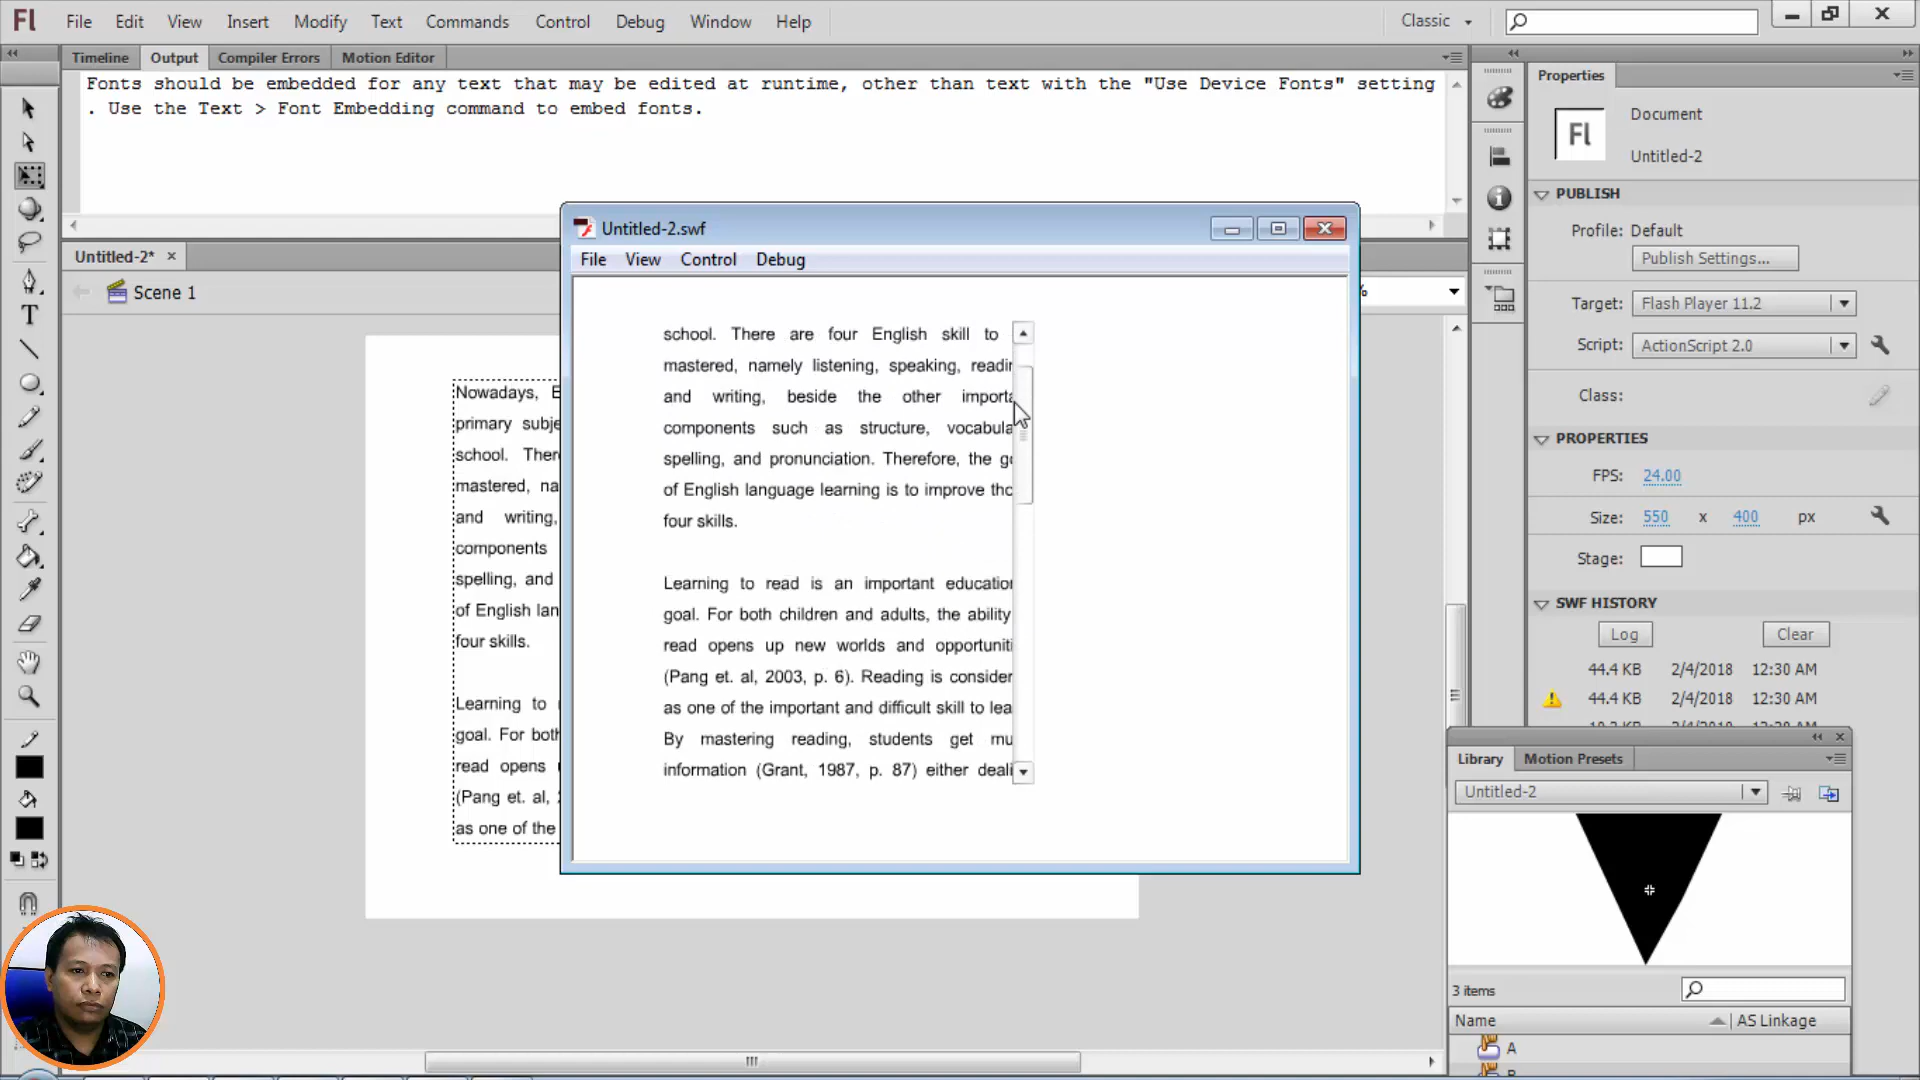 Fl File Edit View Insert Modify Text Commands Control Debug Window Help Classic
Timeline Output Compiler Errors Motion Editor
Fonts should be embedded for any text that may be edited at runtime, other than text with the "Use Device Fonts" setting
. Use the Text > Font Embedding command to embed fonts.
Untitled-2*
Scene 1
%
Nowadays, E
primary subje
school. Ther
mastered, na
and writing,
components
spelling, and
of English lan
four skills.
Learning to
goal. For both
read opens
(Pang et. al,
as one of the
Untitled-2.swf
File View Control Debug
school. There are four English skill to
mastered, namely listening, speaking, readin
and writing, beside the other importa
components such as structure, vocabula
spelling, and pronunciation. Therefore, the go
of English language learning is to improve tho
four skills.
Learning to read is an important education
goal. For both children and adults, the ability
read opens up new worlds and opportuniti
(Pang et. al, 2003, p. 6). Reading is consider
as one of the important and difficult skill to lea
By mastering reading, students get mu
information (Grant, 1987, p. 87) either deali
Properties
Fl
Document
Untitled-2
PUBLISH
Profile: Default
Publish Settings...
Target: Flash Player 11.2
Script: ActionScript 2.0
Class:
PROPERTIES
FPS: 24.00
Size: 550 x 400 px
Stage:
SWF HISTORY
Log Clear
44.4 KB 2/4/2018 12:30 AM
44.4 KB 2/4/2018 12:30 AM
Library Motion Presets
Untitled-2
3 items
Name AS Linkage
A